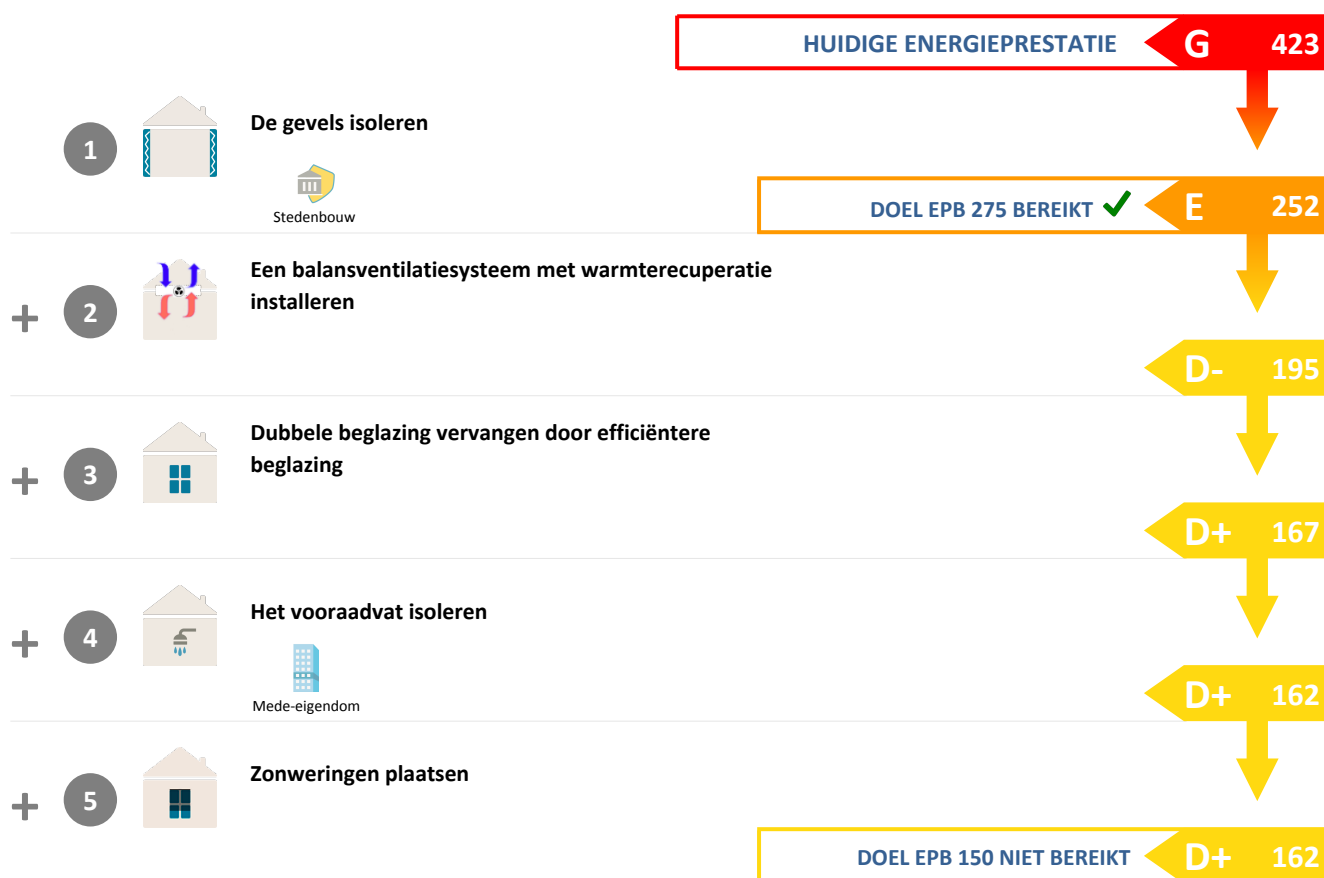 HUIDIGE ENERGIEPRESTATIE G 423
1 De gevels isoleren
Stedenbouw
DOEL EPB 275 BEREIKT E 252
+ 2 Een balansventilatiesysteem met warmterecuperatie
installeren
D- 195
+ 3 Dubbele beglazing vervangen door efficiëntere
beglazing
D+ 167
+ 4 Het vooraadvat isoleren
Mede-eigendom
D+ 162
+ 5 Zonweringen plaatsen
DOEL EPB 150 NIET BEREIKT D+ 162